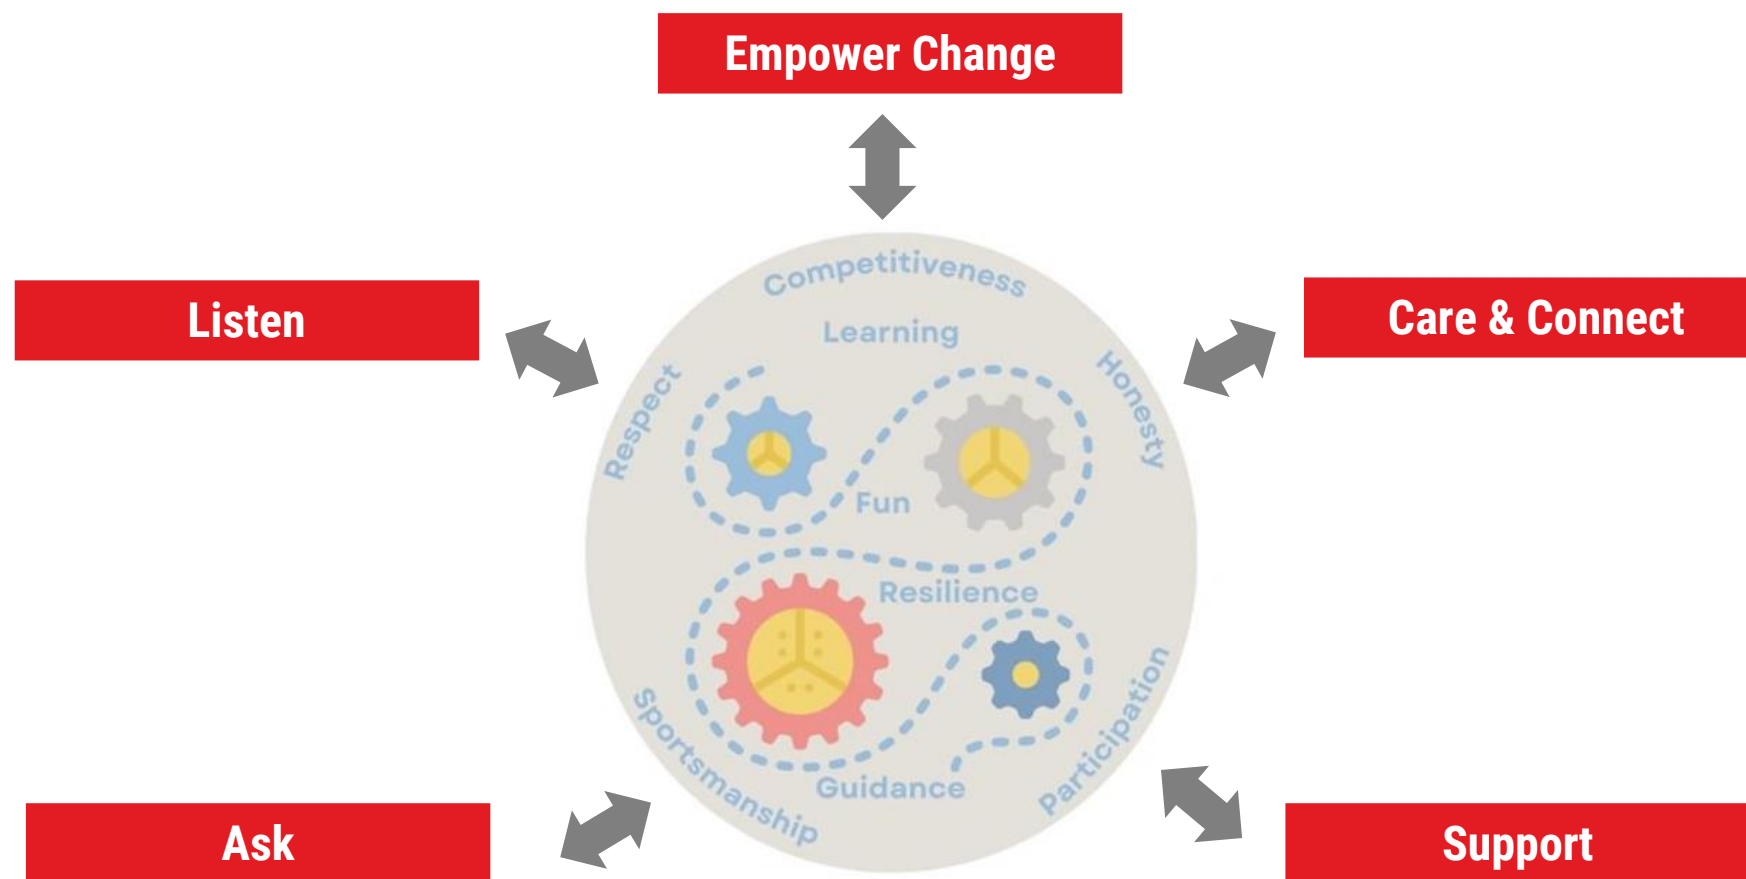 Empower Change
Listen
Care & Connect
Competitiveness
Learning
Respect
Honesty
Fun
Resilience
Sportsmanship
Participation
Guidance
Ask
Support